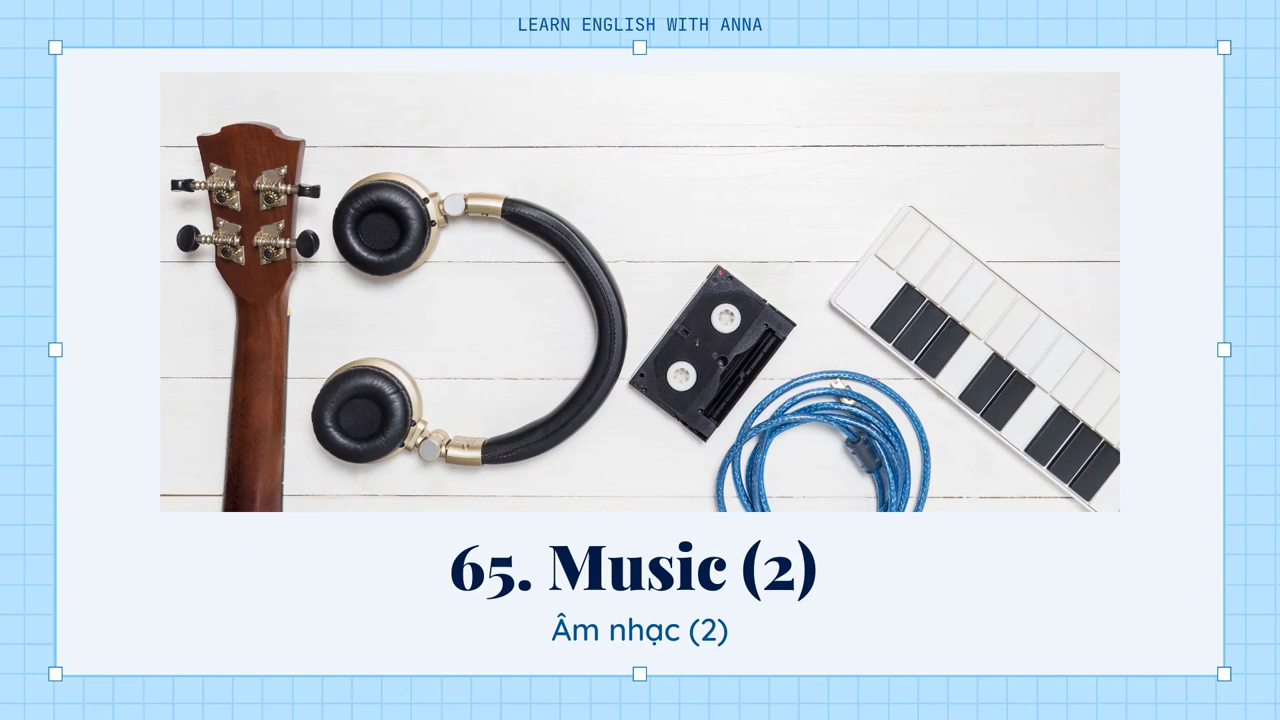 LEARN ENGLISH WITH ANNA
65. Music (2)
Âm nhạc (2)